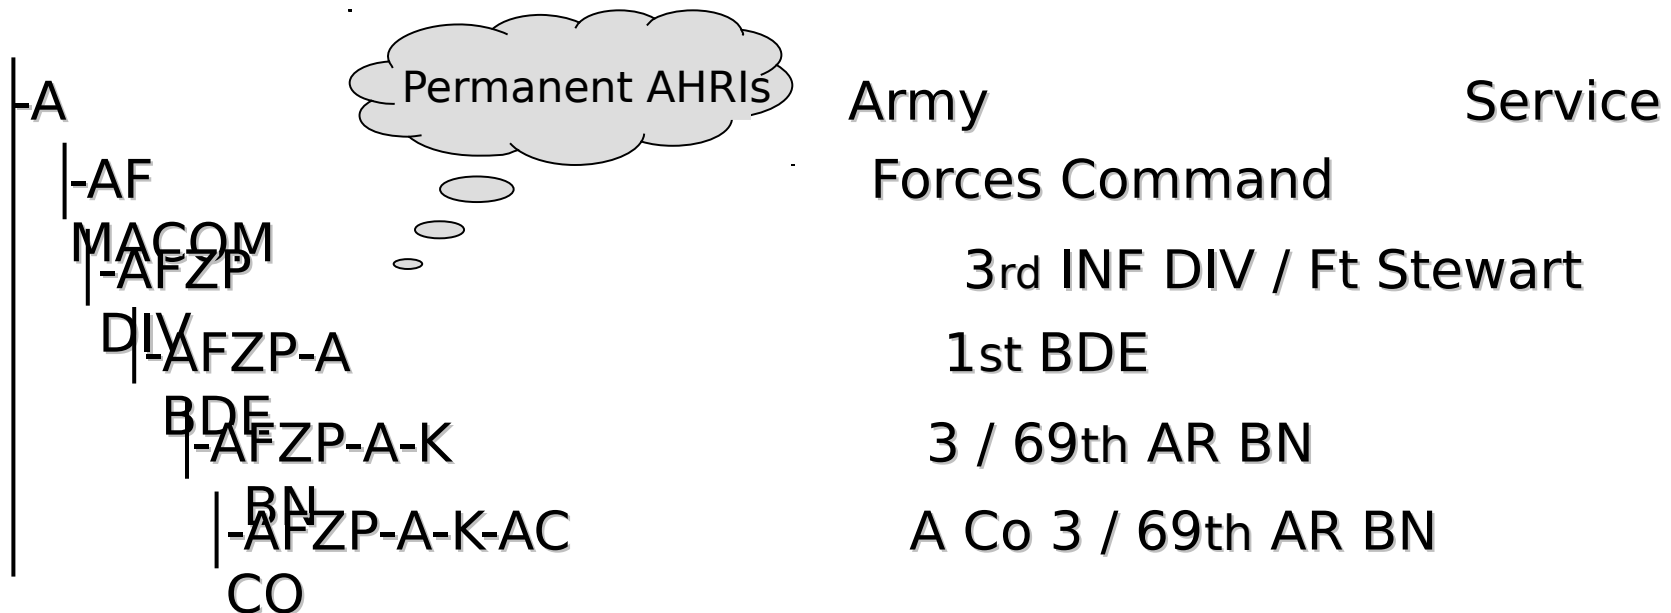 Permanent AHRIs
-A Army Service
-AF Forces Command
MACOM
-AFZP 3rd INF DIV / Ft Stewart
DIV
-AFZP-A 1st BDE
BDE
-AFZP-A-K 3 / 69th AR BN
BN
-AFZP-A-K-AC A Co 3 / 69th AR BN
CO